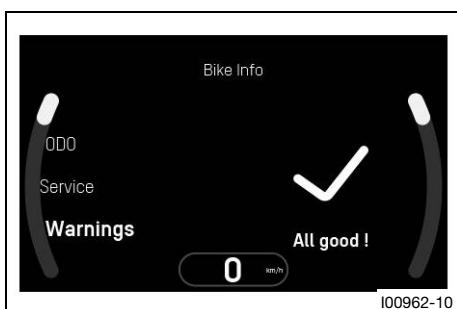 Bike Info
ODO
Service
Warnings
All good !
0 km/h
I00962-10